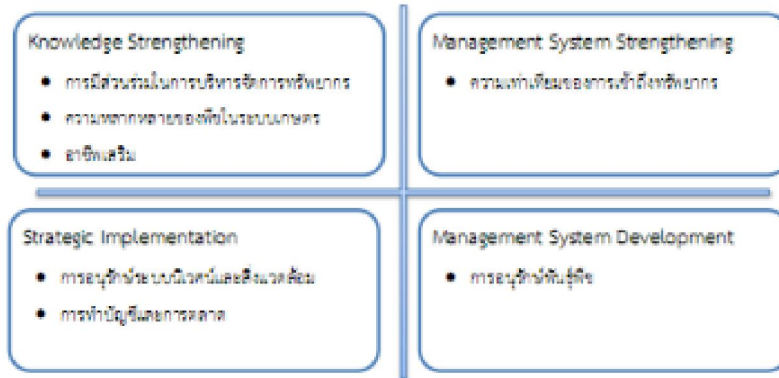 Knowledge Strengthening
• การมีส่วนร่วมในการบริหารจัดการทรัพยากร
• ความหลากหลายของพืชในระบบเกษตร
• อาชีพเสริม
Management System Strengthening
• ความเท่าเทียมของการเข้าถึงทรัพยากร
Strategic Implementation
• การอนุรักษ์ระบบนิเวศน์และสิ่งแวดล้อม
• การทำบัญชีและการตลาด
Management System Development
• การอนุรักษ์พันธุ์พืช